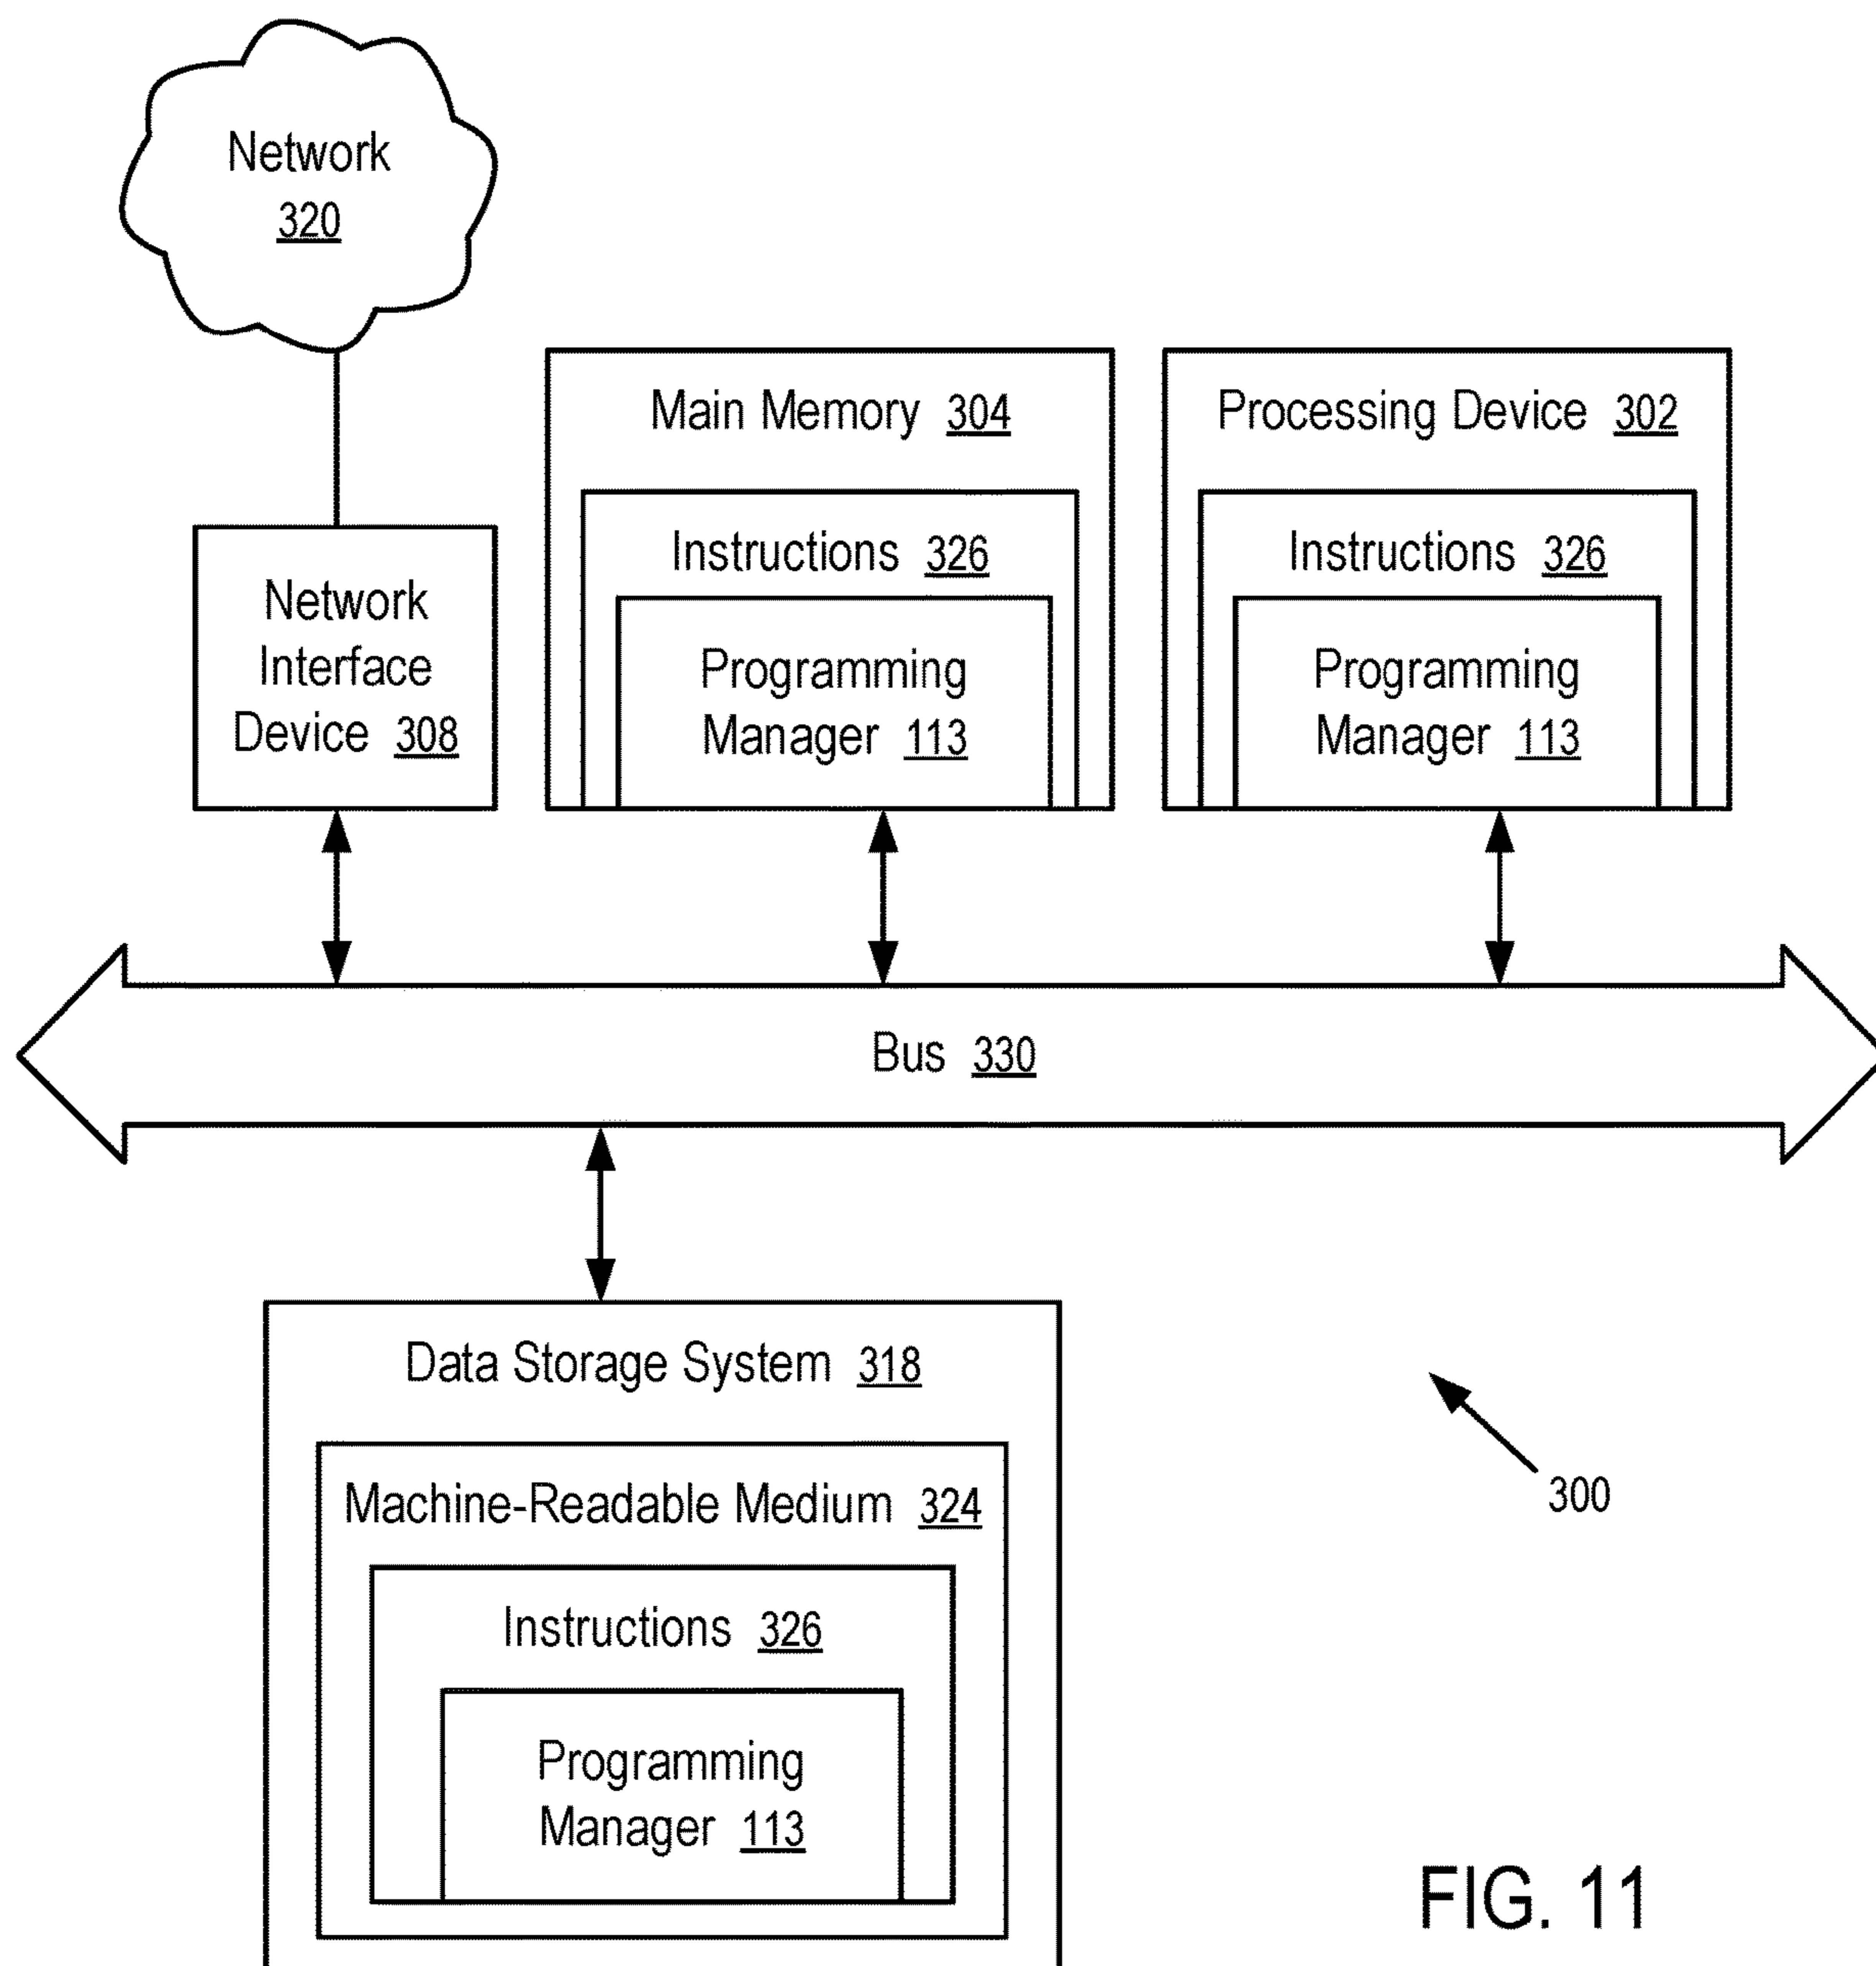 Network
320
Main Memory 304
Processing Device 302
Instructions 326
Instructions 326
Network
Interface
Device 308
Programming
Manager 113
Programming
Manager 113
Bus 330
Data Storage System 318
Machine-Readable Medium 324
300
Instructions 326
Programming
Manager 113
FIG. 11